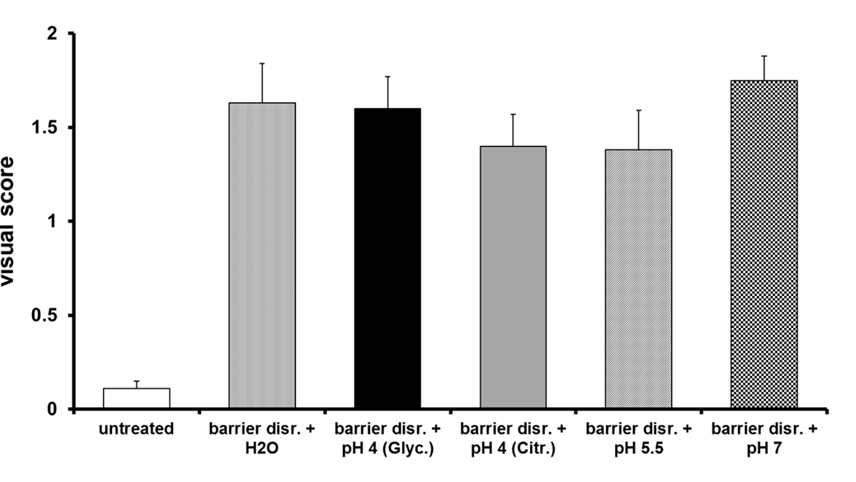 2
1.5
1
0.5
0
visual score
untreated
barrier disr. +
H2O
barrier disr. +
pH 4 (Glyc.)
barrier disr. +
pH 4 (Citr.)
barrier disr. +
pH 5.5
barrier disr. +
pH 7